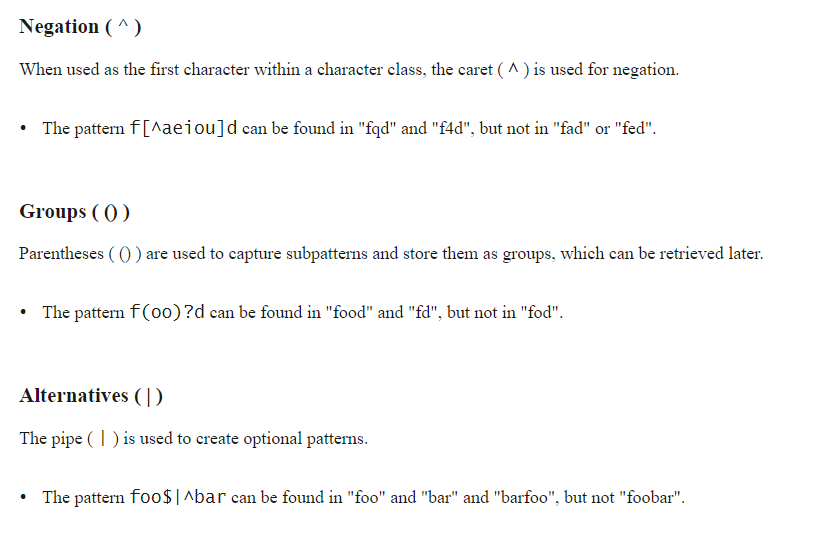 Negation ( ^ )
When used as the first character within a character class, the caret ( ^ ) is used for negation.
• The pattern f[^aeiou]d can be found in "fqd" and "f4d", but not in "fad" or "fed".
Groups ( () )
Parentheses ( () ) are used to capture subpatterns and store them as groups, which can be retrieved later.
• The pattern f(oo)?d can be found in "food" and "fd", but not in "fod".
Alternatives ( | )
The pipe ( | ) is used to create optional patterns.
• The pattern foo$|^bar can be found in "foo" and "bar" and "barfoo", but not "foobar".